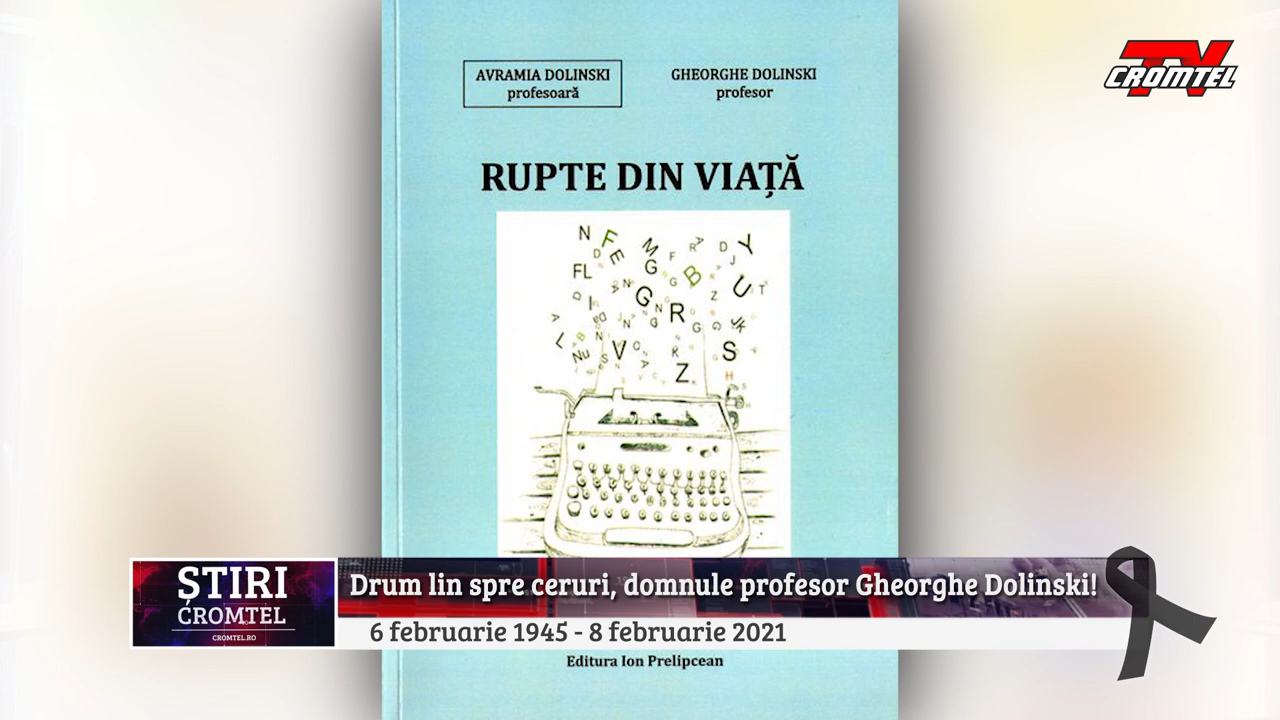 TV
CROMTEL
AVRAMIA DOLINSKI
profesoară
GHEORGHE DOLINSKI
profesor
RUPTE DIN VIAȚĂ
ȘTIRI
CROMTEL
CROMTEL.RO
Drum lin spre ceruri, domnule profesor Gheorghe Dolinski!
6 februarie 1945 - 8 februarie 2021
Editura Ion Prelipcean